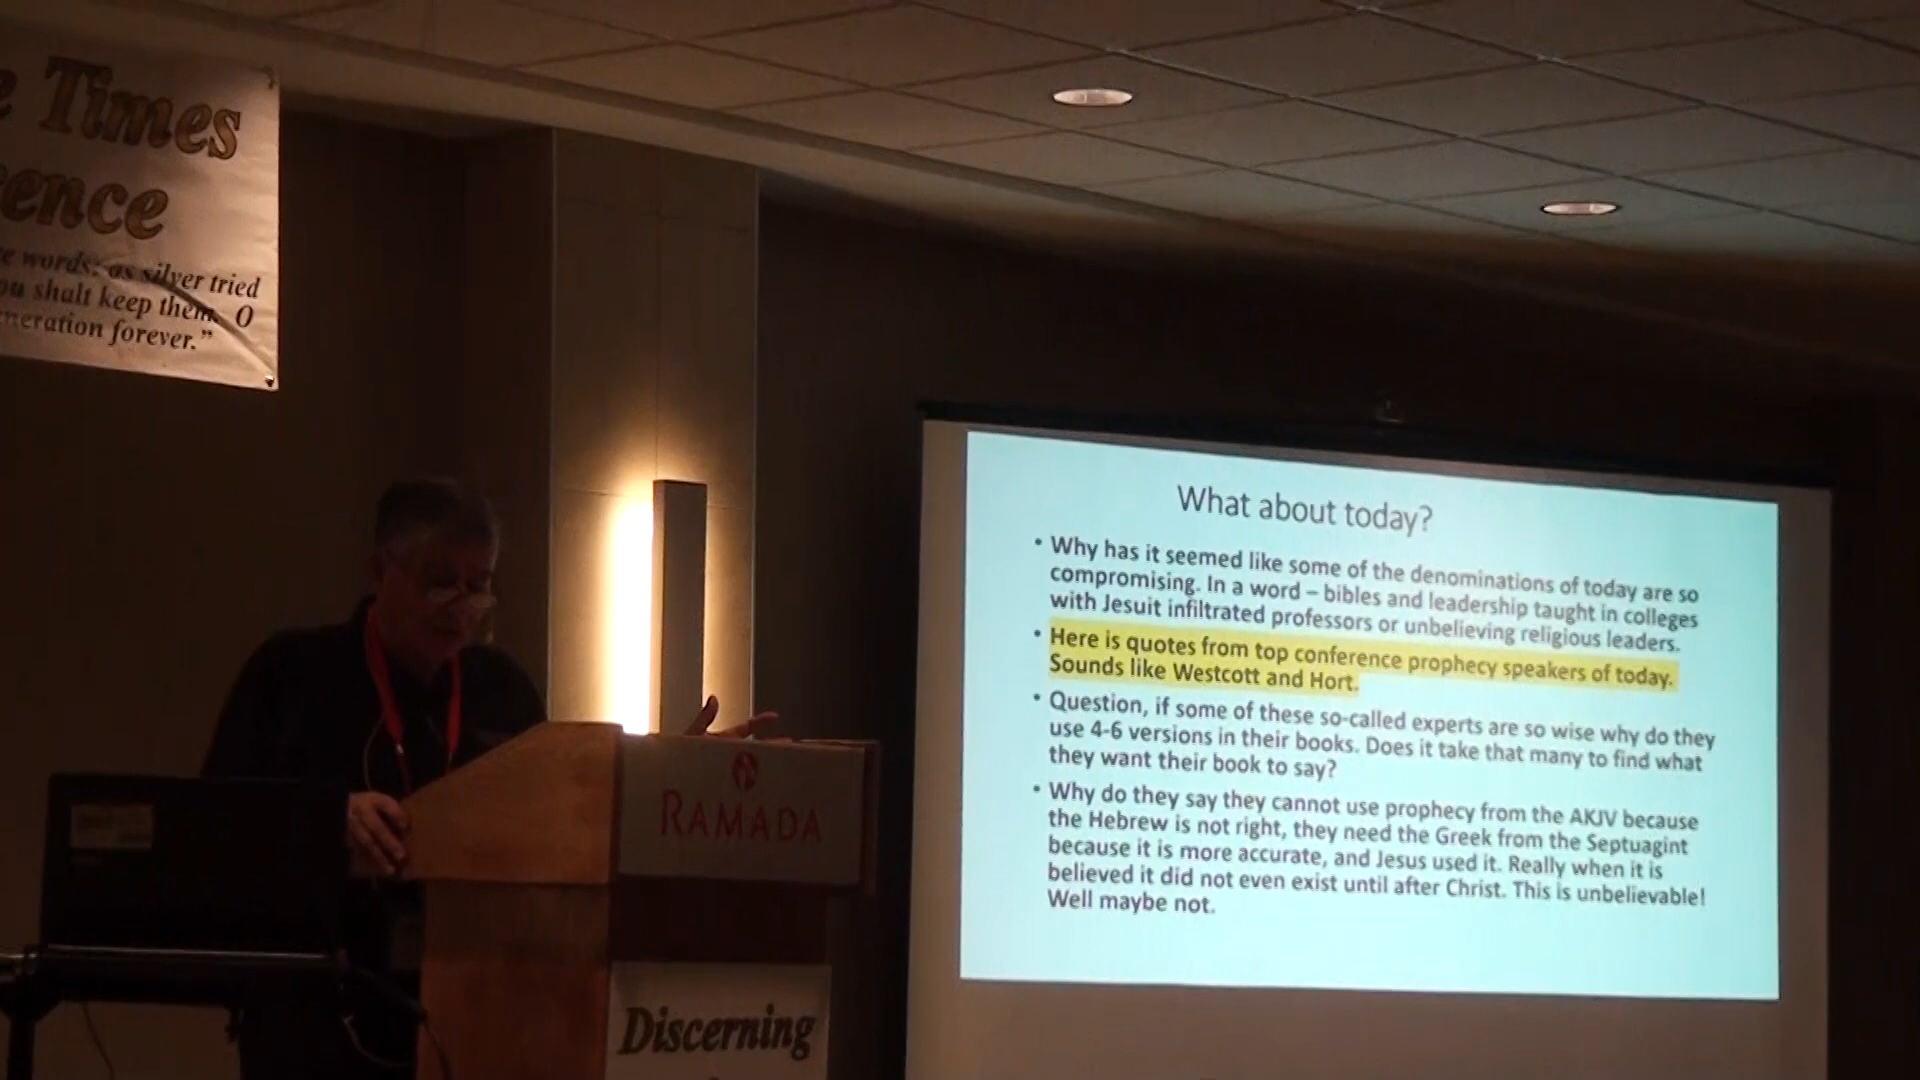 e Times
ence
e words: as silver tried
ou shalt keep them, O
neration forever.”
RAMADA
Discerning
What about today?
• Why has it seemed like some of the denominations of today are so
compromising. In a word – bibles and leadership taught in colleges
with Jesuit infiltrated professors or unbelieving religious leaders.
• Here is quotes from top conference prophecy speakers of today.
Sounds like Westcott and Hort.
• Question, if some of these so-called experts are so wise why do they
use 4-6 versions in their books. Does it take that many to find what
they want their book to say?
• Why do they say they cannot use prophecy from the AKJV because
the Hebrew is not right, they need the Greek from the Septuagint
because it is more accurate, and Jesus used it. Really when it is
believed it did not even exist until after Christ. This is unbelievable!
Well maybe not.